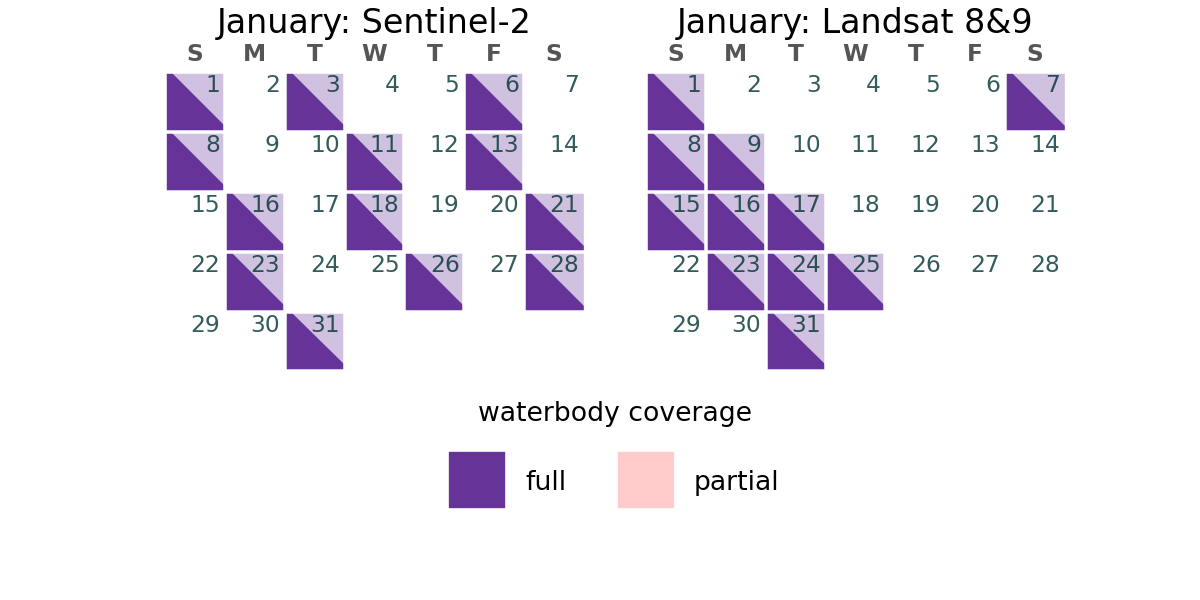 January: Sentinel-2
S M T W T F S
1 2 3 4 5 6 7
8 9 10 11 12 13 14
15 16 17 18 19 20 21
22 23 24 25 26 27 28
29 30 31
January: Landsat 8&9
S M T W T F S
1 2 3 4 5 6 7
8 9 10 11 12 13 14
15 16 17 18 19 20 21
22 23 24 25 26 27 28
29 30 31
waterbody coverage
full partial